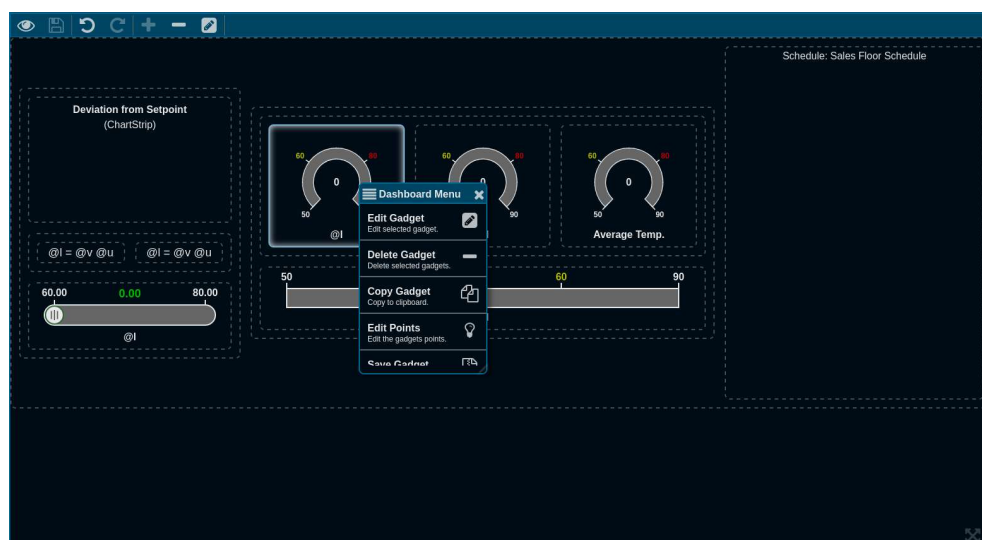 Schedule: Sales Floor Schedule
Deviation from Setpoint
(ChartStrip)
@l = @v @u
@l = @v @u
60.00 0.00 80.00
@l
60 80
0
50
@l
60 80
0
90
60 80
0
50 90
Average Temp.
50 60 90
Dashboard Menu
Edit Gadget
Edit selected gadget.
Delete Gadget
Delete selected gadgets.
Copy Gadget
Copy to clipboard.
Edit Points
Edit the gadgets points.
Save Gadget